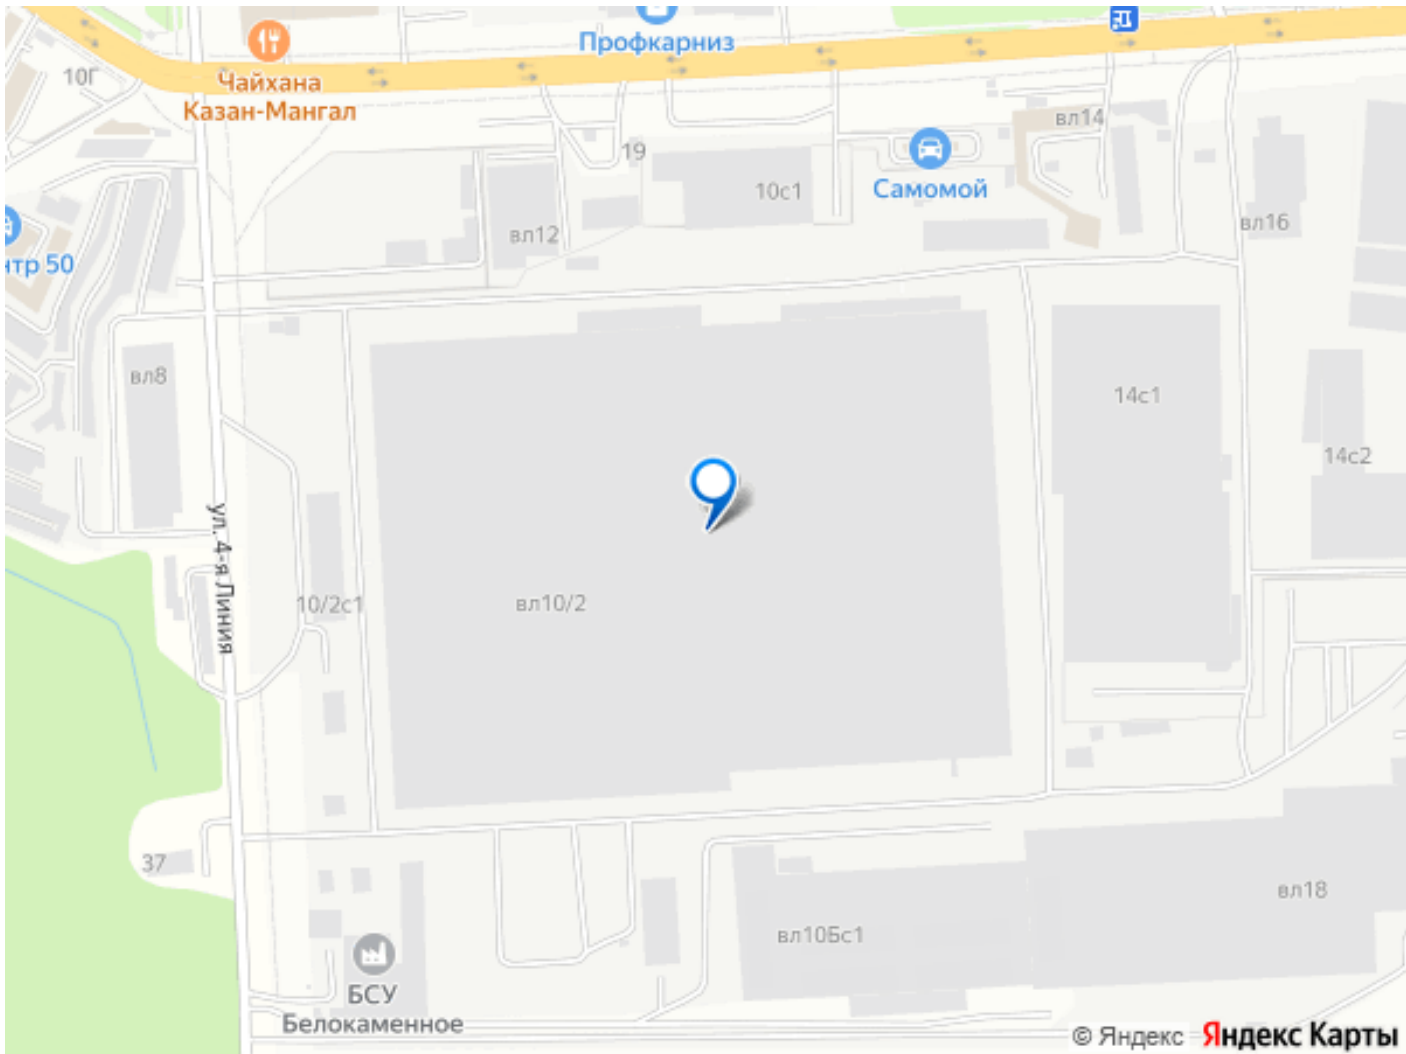 Профкарниз
10Г
Чайхана
Казан-Мангал
вл14
19
10с1
Самомой
вл12
вл16
нтр 50
вл8
14с1
14с2
ул. 4-я Линия
10/2с1
вл10/2
37
вл18
вл10Бс1
БСУ
Белокаменное
© Яндекс Яндекс Карты